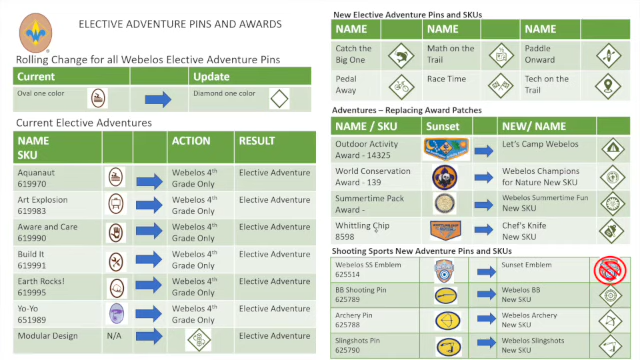 ELECTIVE ADVENTURE PINS AND AWARDS
Rolling Change for all Webelos Elective Adventure Pins
Current Update
Oval one color Diamond one color
Current Elective Adventures
NAME SKU ACTION RESULT
Aquanaut 619970 Webelos 4th Grade Only Elective Adventure
Art Explosion 619983 Webelos 4th Grade Only Elective Adventure
Aware and Care 619990 Webelos 4th Grade Only Elective Adventure
Build It 619991 Webelos 4th Grade Only Elective Adventure
Earth Rocks! 619995 Webelos 4th Grade Only Elective Adventure
Yo-Yo 651989 Webelos 4th Grade Only Elective Adventure
Modular Design N/A Elective Adventure
New Elective Adventure Pins and SKUs
NAME NAME NAME
Catch the Big One Math on the Trail Paddle Onward
Pedal Away Race Time Tech on the Trail
Adventures – Replacing Award Patches
NAME / SKU Sunset NEW/ NAME
Outdoor Activity Award - 14325 Let's Camp Webelos
World Conservation Award - 139 Webelos Champions for Nature New SKU
Summertime Pack Award - Webelos Summertime Fun New SKU
Whittling Chip 8598 Chef's Knife New SKU
Shooting Sports New Adventure Pins and SKUs
Webelos SS Emblem 625514 Sunset Emblem
BB Shooting Pin 625789 Webelos BB New SKU
Archery Pin 625788 Webelos Archery New SKU
Slingshots Pin 625790 Webelos Slingshots New SKU